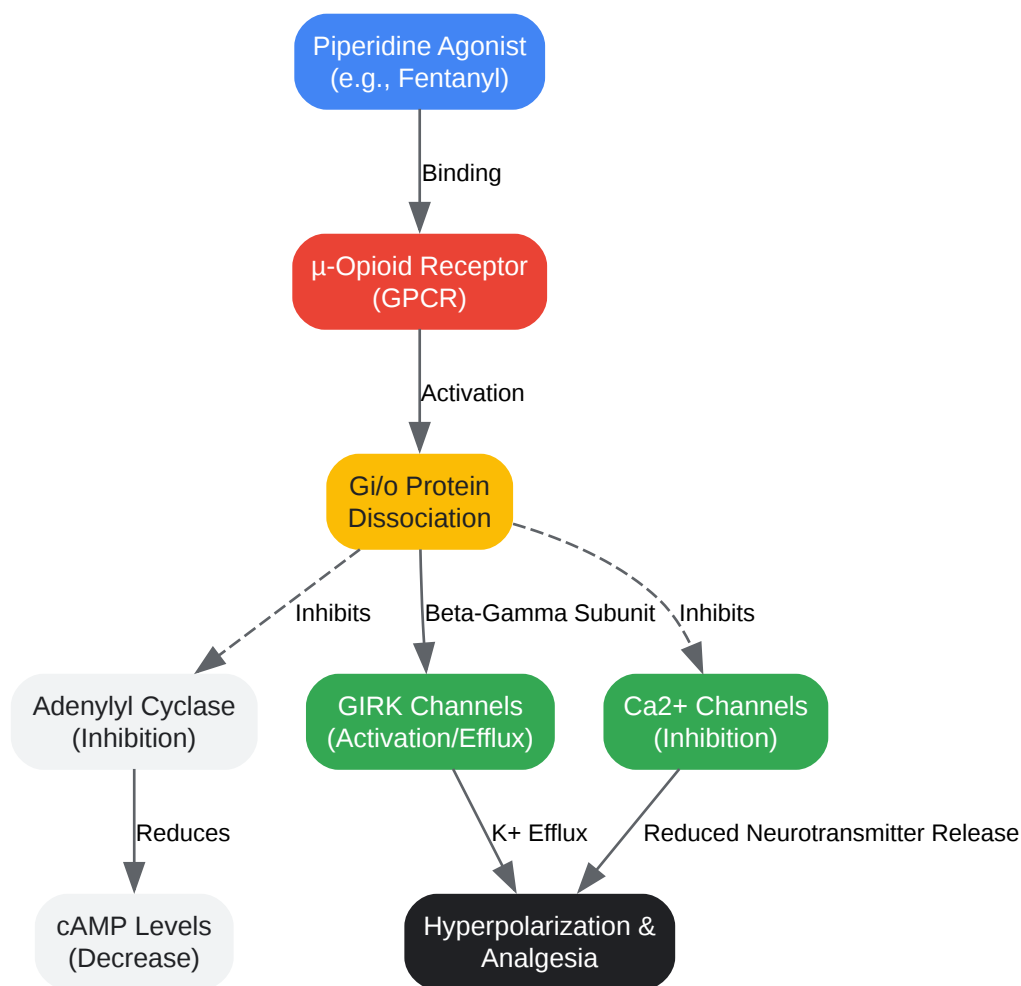 Piperidine Agonist
(e.g., Fentanyl)
Binding
µ-Opioid Receptor
(GPCR)
Activation
Gi/o Protein
Dissociation
Inhibits
Beta-Gamma Subunit
Inhibits
Adenylyl Cyclase
(Inhibition)
GIRK Channels
(Activation/Efflux)
Ca2+ Channels
(Inhibition)
Reduces
K+ Efflux
Reduced Neurotransmitter Release
cAMP Levels
(Decrease)
Hyperpolarization &
Analgesia